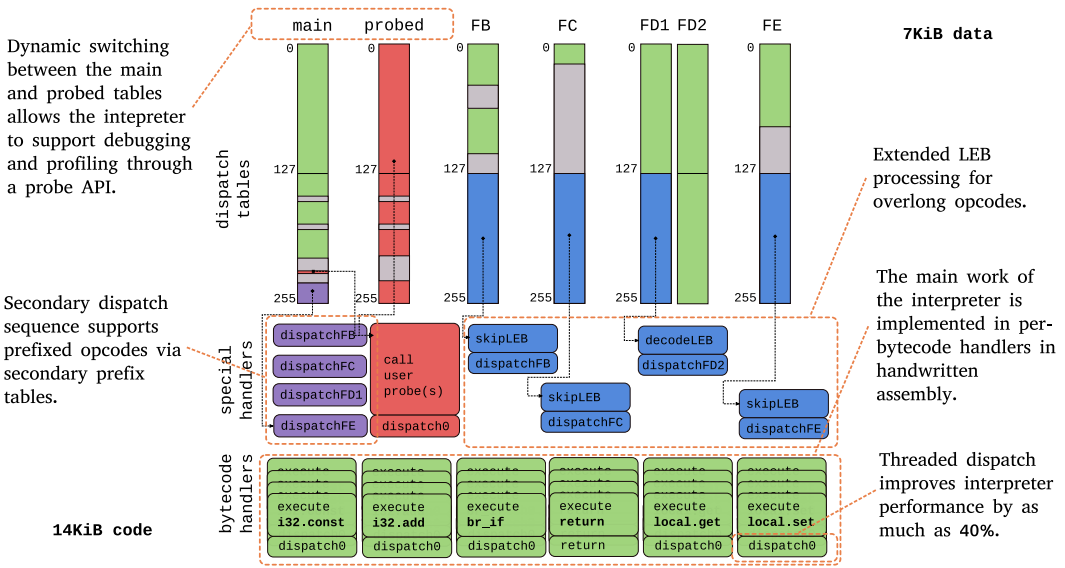 main
probed
FB
FC
FD1
FD2
FE
7KiB data
Dynamic switching
between the main
and probed tables
allows the intepreter
to support debugging
and profiling through
a probe API.
dispatch
tables
0
0
0
0
0
0
127
127
127
127
127
127
255
255
255
255
255
255
Extended LEB
processing for
overlong opcodes.
Secondary dispatch
sequence supports
prefixed opcodes via
secondary prefix
tables.
special
handlers
dispatchFB
dispatchFC
dispatchFD1
dispatchFE
call
user
probe(s)
dispatch0
skipLEB
dispatchFB
skipLEB
dispatchFC
decodeLEB
dispatchFD2
skipLEB
dispatchFE
The main work of
the interpreter is
implemented in per-
bytecode handlers in
handwritten
assembly.
bytecode
handlers
execute
i32.const
dispatch0
execute
i32.add
dispatch0
execute
br_if
dispatch0
execute
return
return
execute
local.get
dispatch0
execute
local.set
dispatch0
14KiB code
Threaded dispatch
improves interpreter
performance by as
much as 40%.